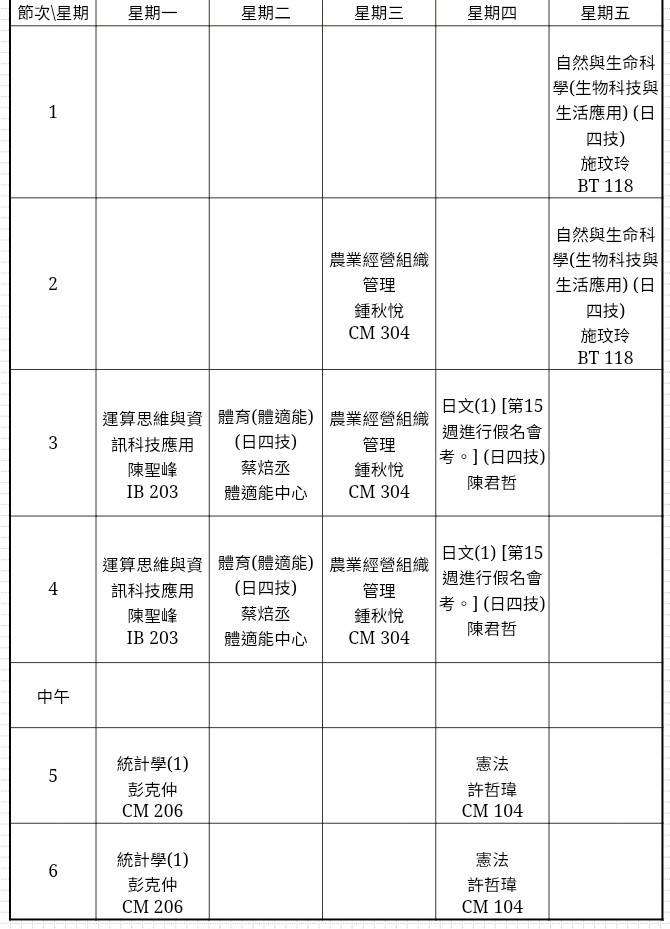 節次\星期 星期一 星期二 星期三 星期四 星期五
1
自然與生命科
學(生物科技與
生活應用) (日
四技)
施玟玲
BT 118
2
農業經營組織
管理
鍾秋悅
CM 304
自然與生命科
學(生物科技與
生活應用) (日
四技)
施玟玲
BT 118
3
運算思維與資
訊科技應用
陳聖峰
IB 203
體育(體適能)
(日四技)
蔡焙丞
體適能中心
農業經營組織
管理
鍾秋悅
CM 304
日文(1) [第15
週進行假名會
考。] (日四技)
陳君哲
4
運算思維與資
訊科技應用
陳聖峰
IB 203
體育(體適能)
(日四技)
蔡焙丞
體適能中心
農業經營組織
管理
鍾秋悅
CM 304
日文(1) [第15
週進行假名會
考。] (日四技)
陳君哲
中午
5
統計學(1)
彭克仲
CM 206
憲法
許哲瑋
CM 104
6
統計學(1)
彭克仲
CM 206
憲法
許哲瑋
CM 104